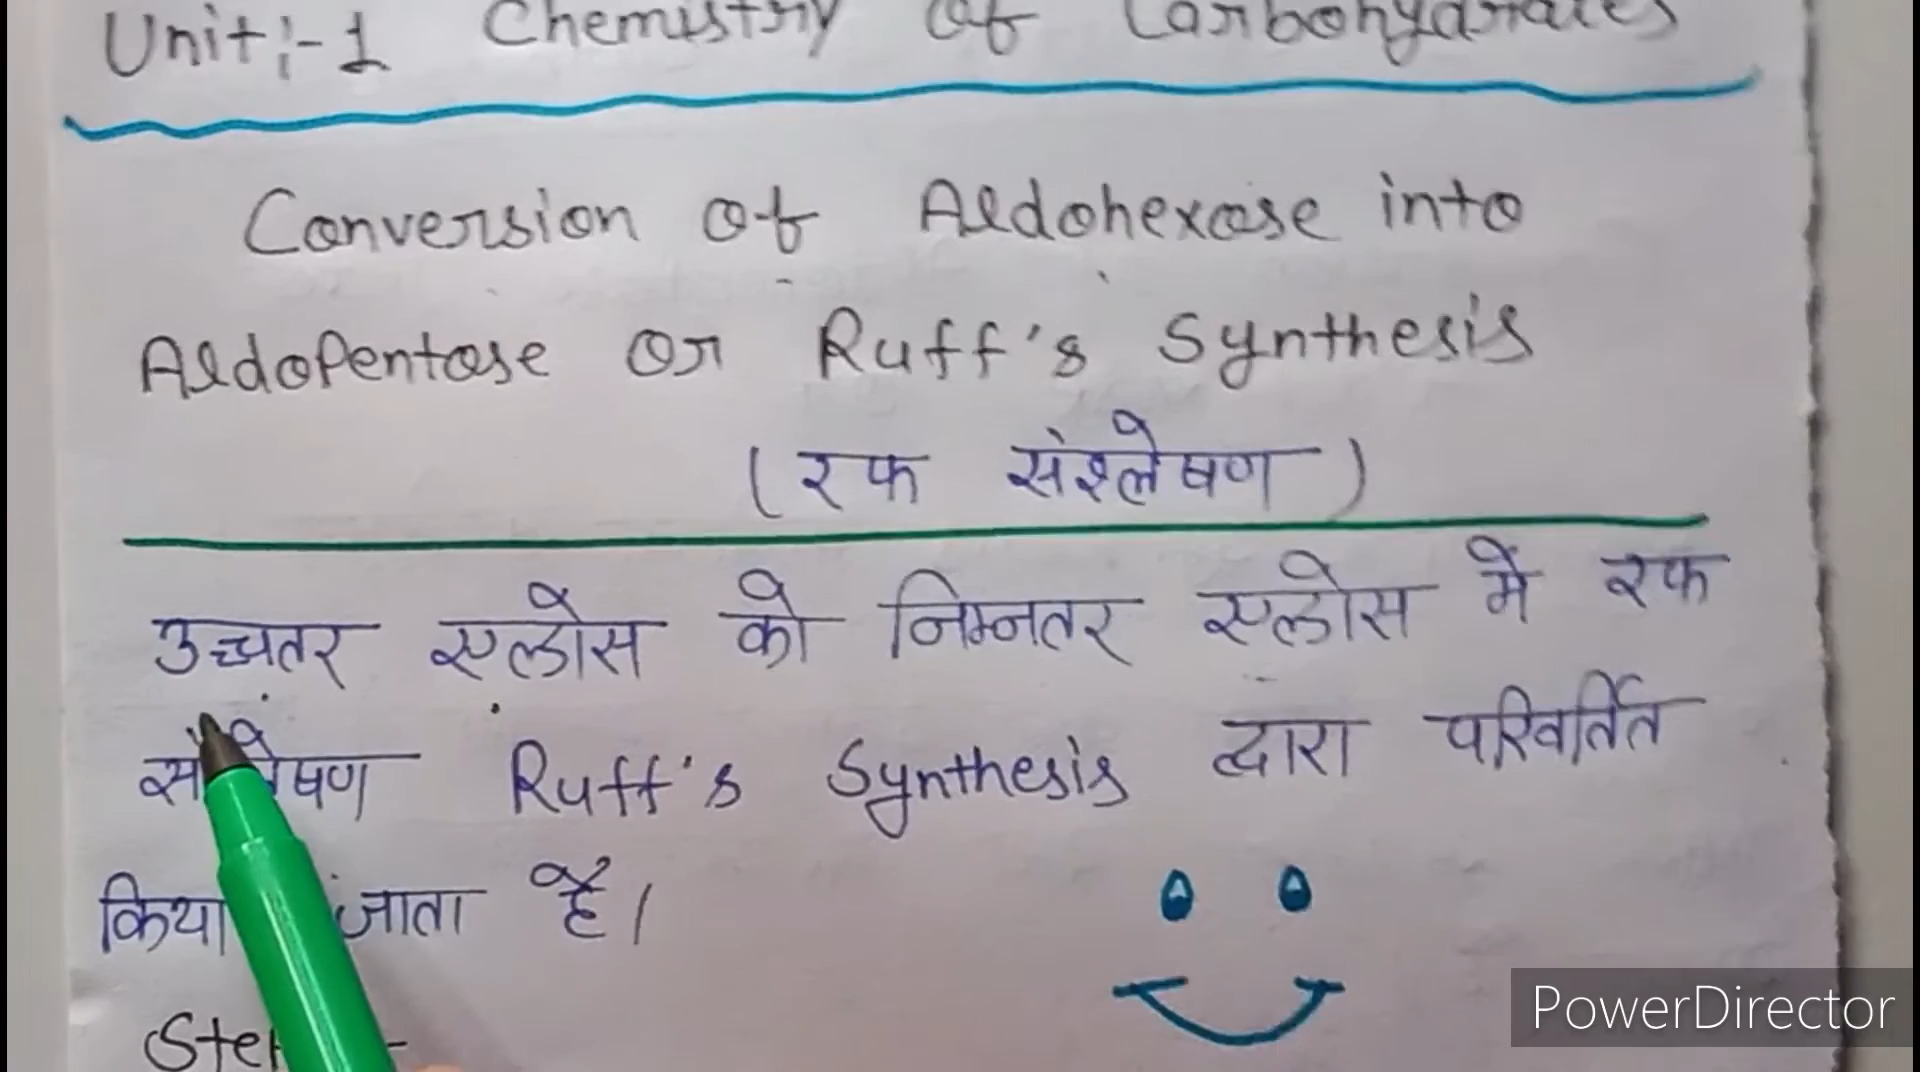 Unit:-1 Chemistry of Carbohydrates
Conversion of Aldohexose into
AldoPentose or Ruff's Synthesis
(रफ संश्लेषण)
उच्चतर एल्डोस को निम्नतर एल्डोस में रफ
Ruff's Synthesis द्वारा परिवर्तित
किया जाता है।
PowerDirector